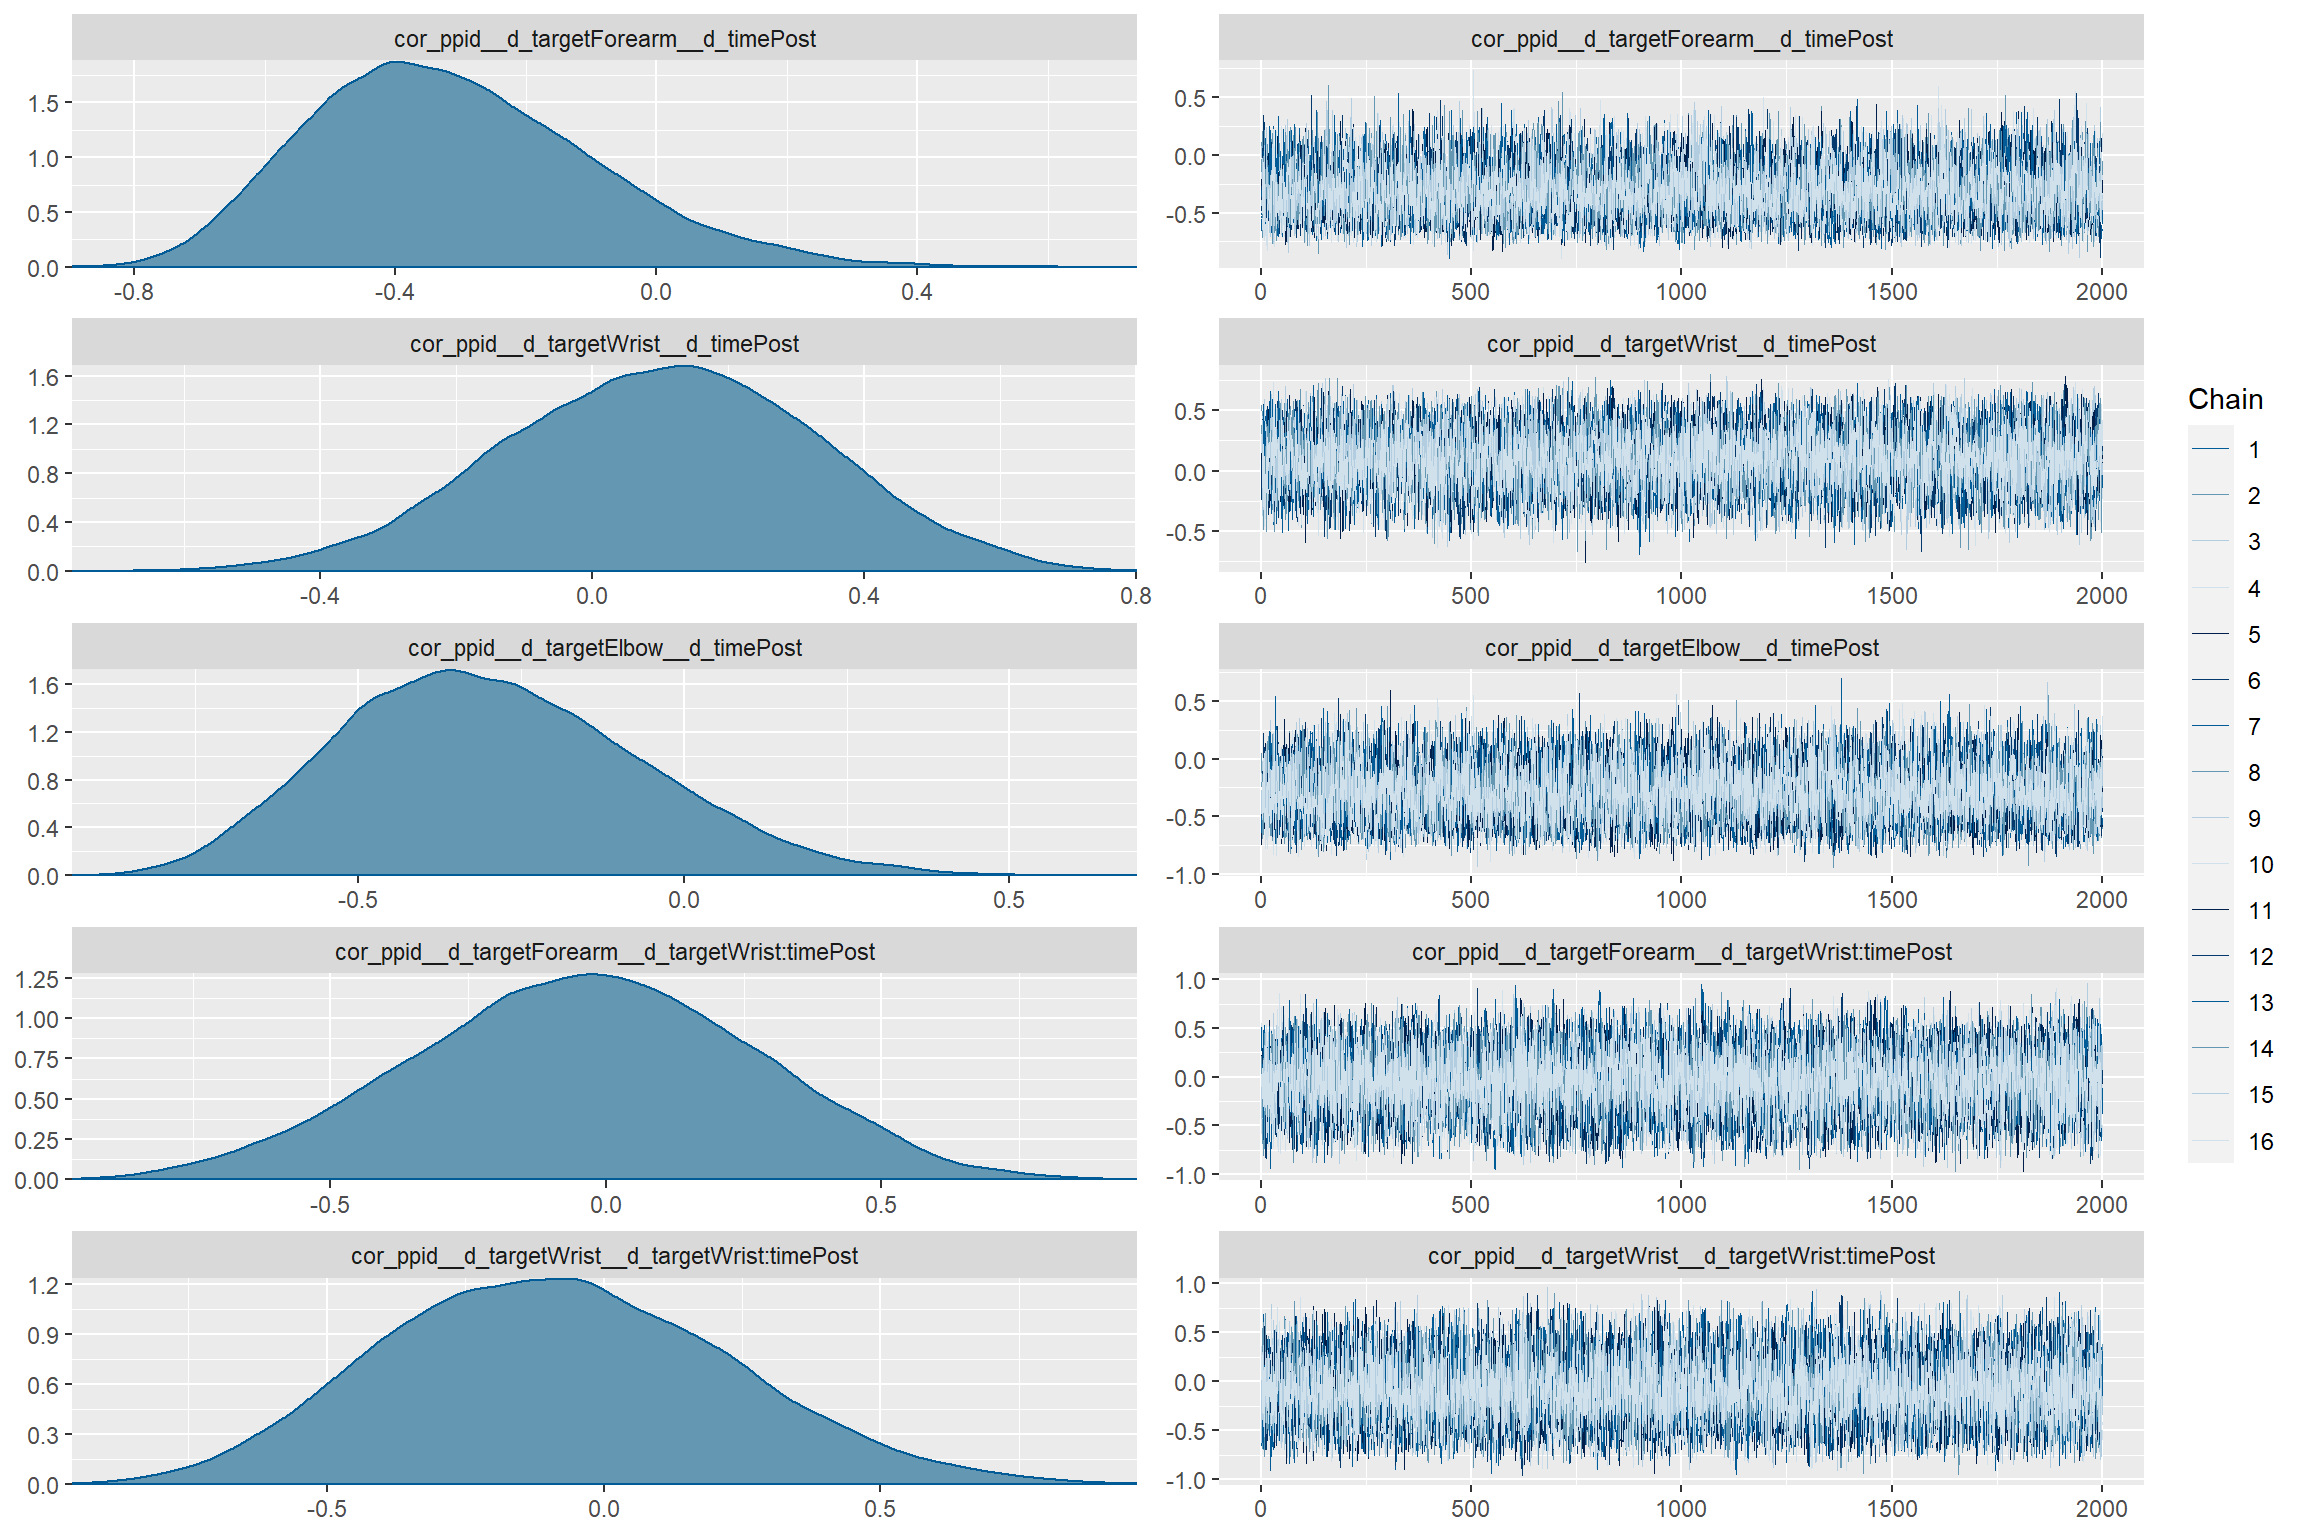 cor_ppid__d_targetForearm__d_timePost
1.5
1.0
0.5
0.0
-0.8 -0.4 0.0 0.4
cor_ppid__d_targetForearm__d_timePost
0.5
0.0
-0.5
0 500 1000 1500 2000
cor_ppid__d_targetWrist__d_timePost
1.6
1.2
0.8
0.4
0.0
-0.4 0.0 0.4 0.8
cor_ppid__d_targetWrist__d_timePost
0.5
0.0
-0.5
0 500 1000 1500 2000
cor_ppid__d_targetElbow__d_timePost
1.6
1.2
0.8
0.4
0.0
-0.5 0.0 0.5
cor_ppid__d_targetElbow__d_timePost
0.5
0.0
-0.5
-1.0
0 500 1000 1500 2000
cor_ppid__d_targetForearm__d_targetWrist:timePost
1.25
1.00
0.75
0.50
0.25
0.00
-0.5 0.0 0.5
cor_ppid__d_targetForearm__d_targetWrist:timePost
1.0
0.5
0.0
-0.5
-1.0
0 500 1000 1500 2000
cor_ppid__d_targetWrist__d_targetWrist:timePost
1.2
0.9
0.6
0.3
0.0
-0.5 0.0 0.5
cor_ppid__d_targetWrist__d_targetWrist:timePost
1.0
0.5
0.0
-0.5
-1.0
0 500 1000 1500 2000
Chain
1
2
3
4
5
6
7
8
9
10
11
12
13
14
15
16